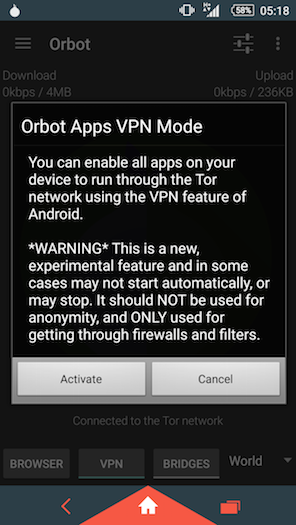 58% 05:18
Orbot
Download Upload
0kbps / 4MB 0kbps / 236KB
Orbot Apps VPN Mode
You can enable all apps on your
device to run through the Tor
network using the VPN feature of
Android.
*WARNING* This is a new,
experimental feature and in some
cases may not start automatically, or
may stop. It should NOT be used for
anonymity, and ONLY used for
getting through firewalls and filters.
Activate Cancel
Connected to the Tor network
BROWSER VPN BRIDGES World